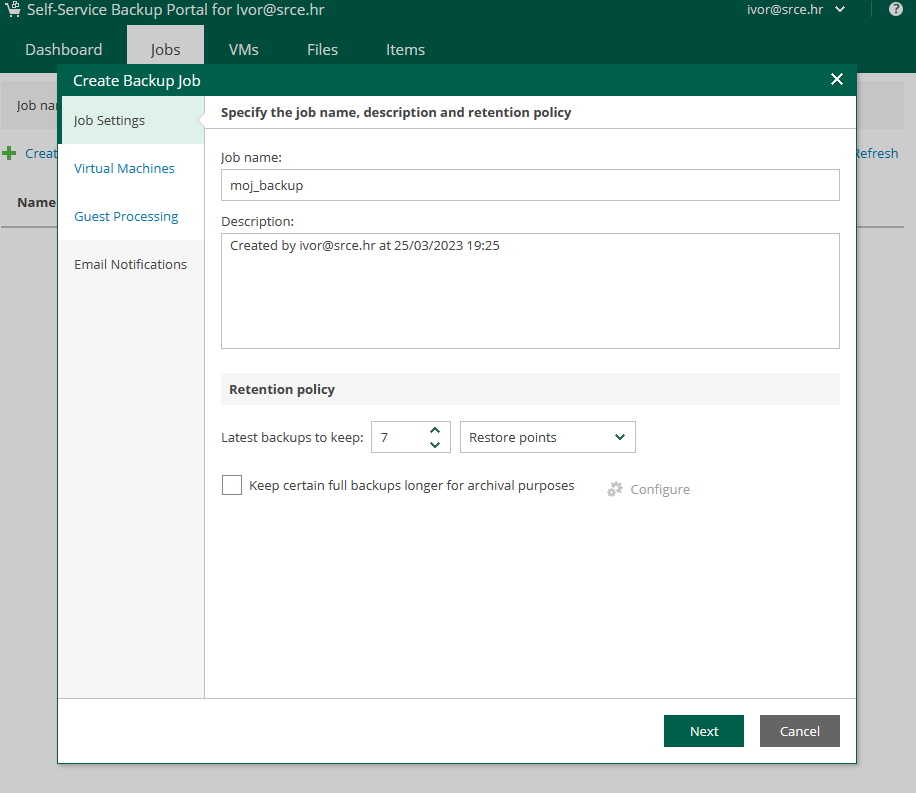 Self-Service Backup Portal for Ivor@srce.hr
ivor@srce.hr
Dashboard
Jobs
VMs
Files
Items
Create Backup Job
Job
Refresh
Name
Job Settings
Virtual Machines
Guest Processing
Email Notifications
Specify the job name, description and retention policy
Job name:
moj_backup
Description:
Created by ivor@srce.hr at 25/03/2023 19:25
Retention policy
Latest backups to keep:
7
Restore points
Keep certain full backups longer for archival purposes
Configure
Next
Cancel